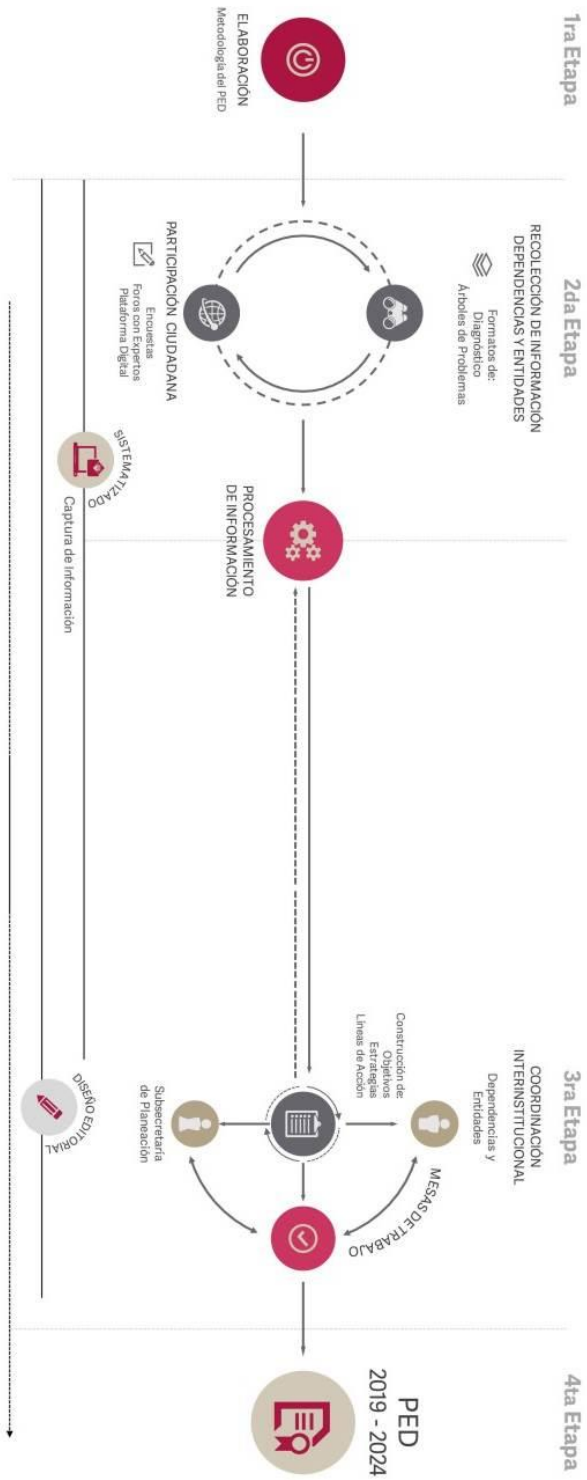 1ra Etapa
ELABORACIÓN
Metodología del PED
2da Etapa
RECOLECCIÓN DE INFORMACIÓN
DEPENDENCIAS Y ENTIDADES
Formatos de:
Diagnóstico
Árboles de Problemas
PARTICIPACIÓN CIUDADANA
Encuestas
Foros con Expertos
Plataforma Digital
SISTEMATIZADO
Captura de Información
PROCESAMIENTO
DE INFORMACIÓN
3ra Etapa
COORDINACIÓN
INTERINSTITUCIONAL
Dependencias y
Entidades
Construcción de:
Objetivos
Estrategias
Líneas de Acción
MESAS DE TRABAJO
Subsecretaría
de Planeación
DISEÑO EDITORIAL
4ta Etapa
PED
2019 - 2024